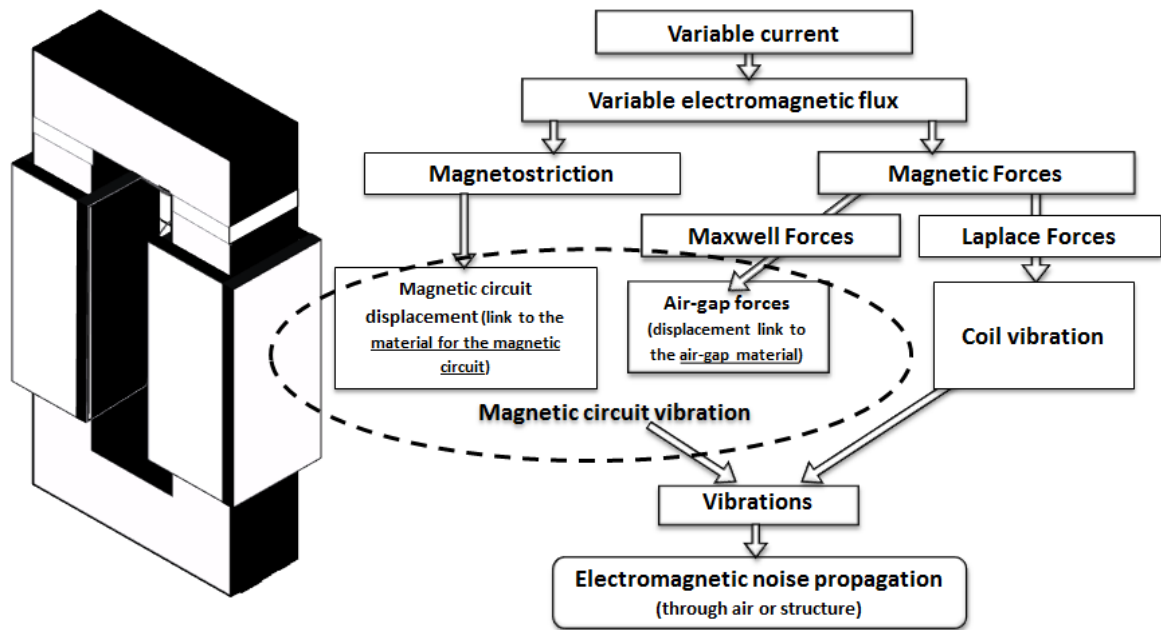 Variable current
Variable electromagnetic flux
Magnetostriction
Magnetic Forces
Maxwell Forces
Laplace Forces
Magnetic circuit
displacement (link to the
material for the magnetic
circuit)
Air-gap forces
(displacement link to
the air-gap material)
Coil vibration
Magnetic circuit vibration
Vibrations
Electromagnetic noise propagation
(through air or structure)